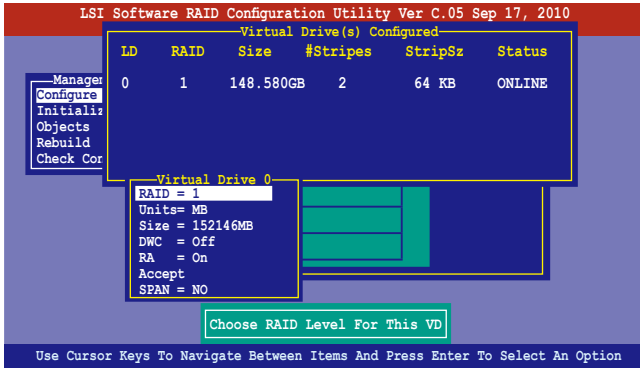 LSI Software RAID Configuration Utility Ver C.05 Sep 17, 2010
Virtual Drive(s) Configured
LD RAID Size #Stripes StripSz Status
0 1 148.580GB 2 64 KB ONLINE
Manager
Configure
Initializ
Objects
Rebuild
Check Con
Virtual Drive 0
RAID = 1
Units= MB
Size = 152146MB
DWC = Off
RA = On
Accept
SPAN = NO
Choose RAID Level For This VD
Use Cursor Keys To Navigate Between Items And Press Enter To Select An Option